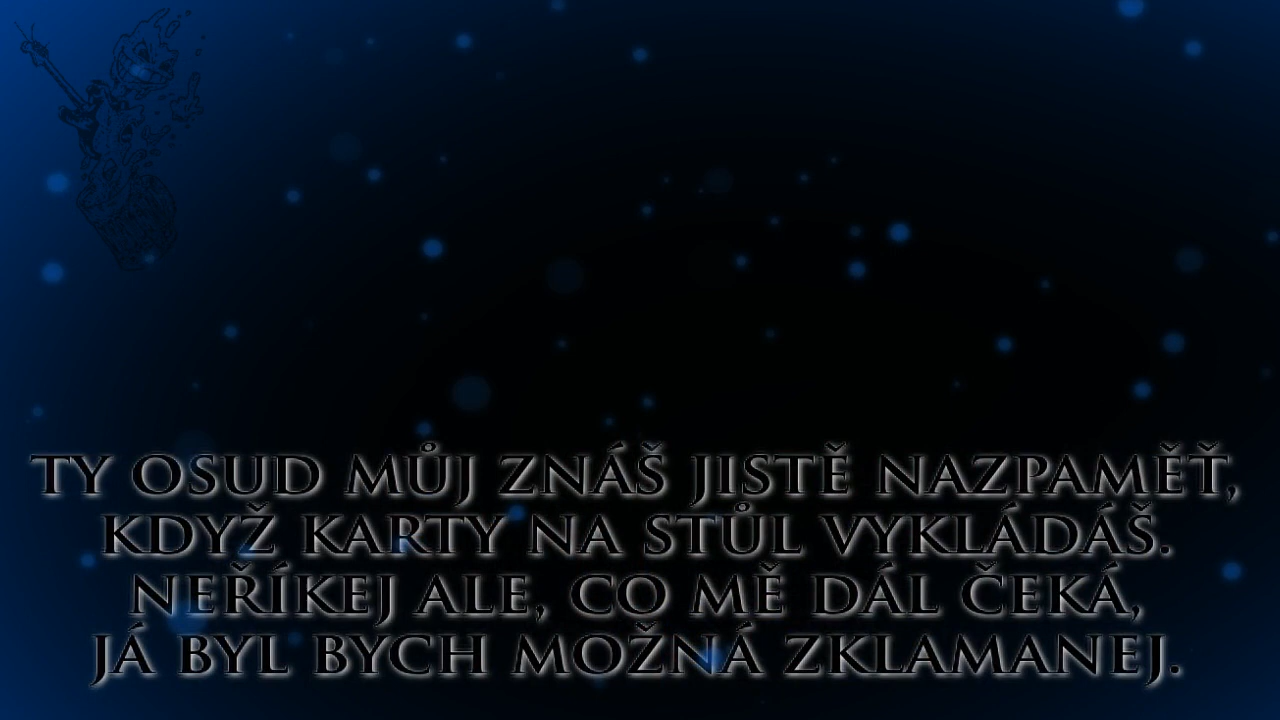 TY OSUD MŮJ ZNÁŠ JISTĚ NAZPAMĚŤ,
KDYŽ KARTY NA STŮL VYKLÁDÁŠ.
NEŘÍKEJ ALE, CO MĚ DÁL ČEKÁ,
JÁ BYL BYCH MOŽNÁ ZKLAMANEJ.